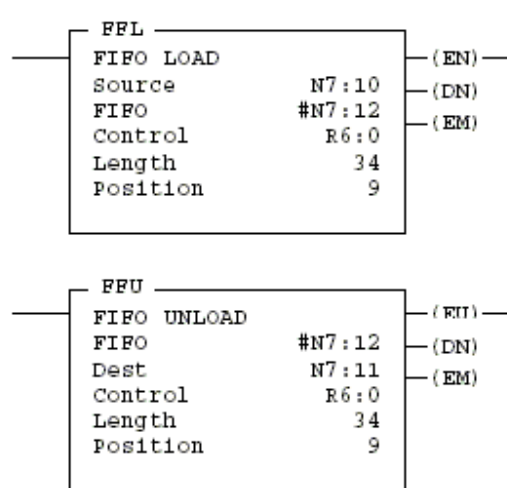 FFL
FIFO LOAD
Source N7:10
FIFO #N7:12
Control R6:0
Length 34
Position 9
(EN)
(DN)
(EM)
FFU
FIFO UNLOAD
FIFO #N7:12
Dest N7:11
Control R6:0
Length 34
Position 9
(EU)
(DN)
(EM)